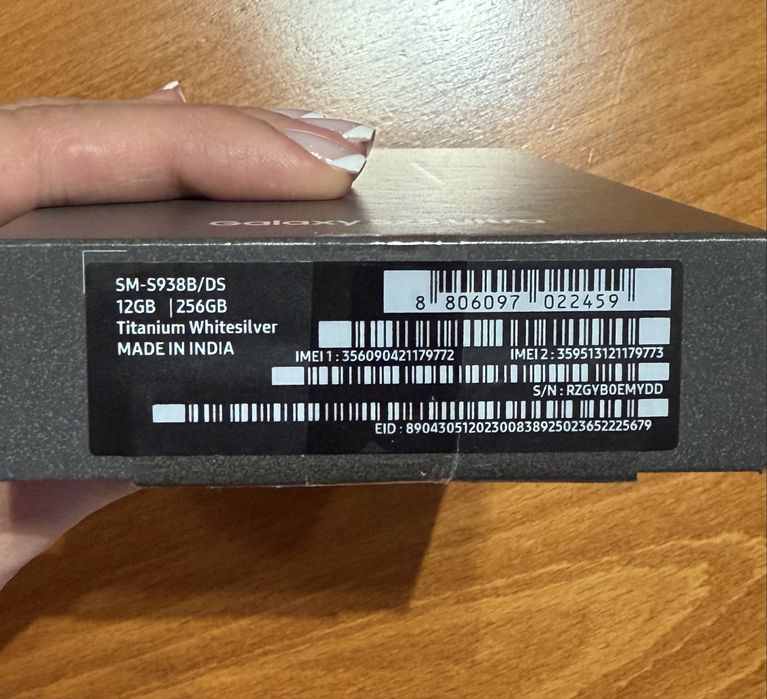 Galaxy Ultra
SM-S938B/DS
12GB | 256GB
Titanium Whitesilver
MADE IN INDIA
8 806097 022459
IMEI 1 : 356090421179772
IMEI 2 : 359513121179773
S/N : RZGYB0EMYDD
EID : 89043051202300838925023652225679